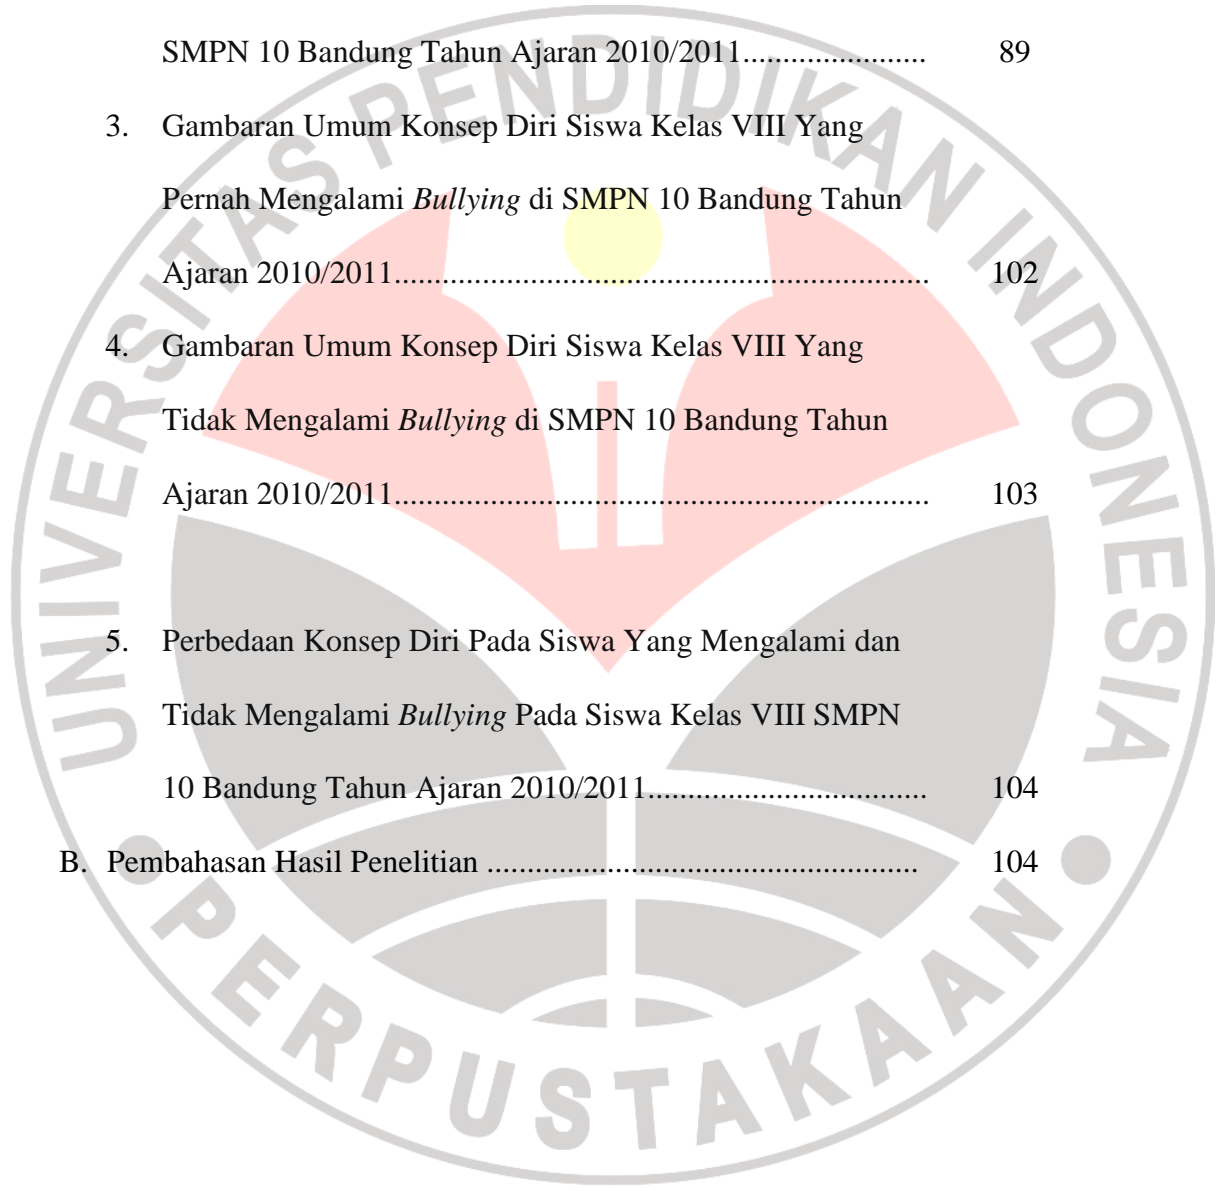 SMPN 10 Bandung Tahun Ajaran 2010/2011....................... 89
3. Gambaran Umum Konsep Diri Siswa Kelas VIII Yang
Pernah Mengalami Bullying di SMPN 10 Bandung Tahun
Ajaran 2010/2011................................................................... 102
4. Gambaran Umum Konsep Diri Siswa Kelas VIII Yang
Tidak Mengalami Bullying di SMPN 10 Bandung Tahun
Ajaran 2010/2011................................................................... 103
5. Perbedaan Konsep Diri Pada Siswa Yang Mengalami dan
Tidak Mengalami Bullying Pada Siswa Kelas VIII SMPN
10 Bandung Tahun Ajaran 2010/2011................................... 104
B. Pembahasan Hasil Penelitian ...................................................... 104
UNIVERSITAS PENDIDIKAN INDONESIA
PERPUSTAKAAN